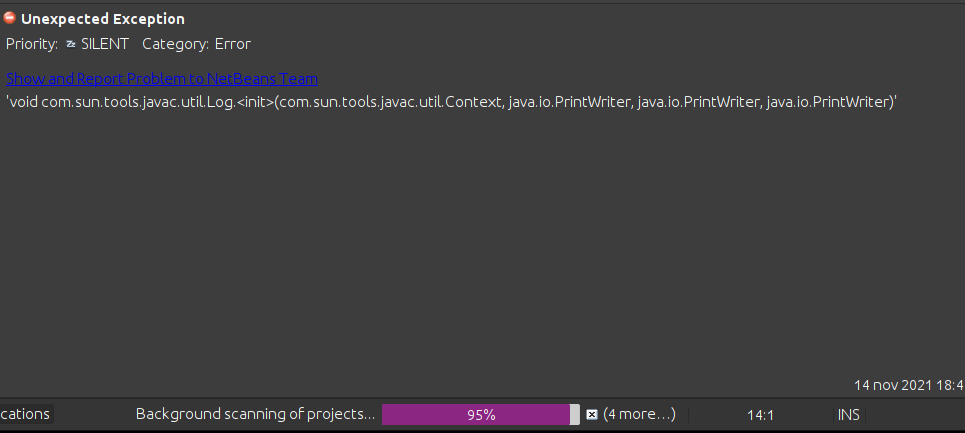 Unexpected Exception
Priority: SILENT Category: Error
Show and Report Problem to NetBeans Team
'void com.sun.tools.javac.util.Log.<init>(com.sun.tools.javac.util.Context, java.io.PrintWriter, java.io.PrintWriter, java.io.PrintWriter)'
14 nov 2021 18:4
cations Background scanning of projects... 95% (4 more...) 14:1 INS